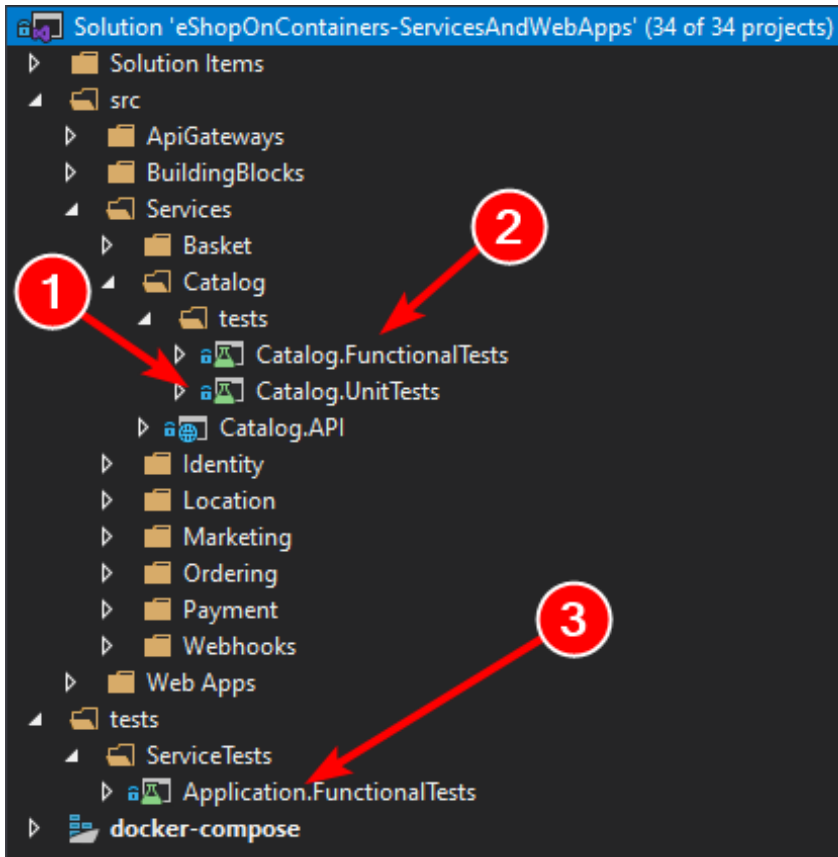 Solution 'eShopOnContainers-ServicesAndWebApps' (34 of 34 projects)
Solution Items
src
ApiGateways
BuildingBlocks
Services
2
Basket
1
Catalog
tests
Catalog.FunctionalTests
Catalog.UnitTests
Catalog.API
Identity
Location
Marketing
Ordering
Payment
3
Webhooks
Web Apps
tests
ServiceTests
Application.FunctionalTests
docker-compose